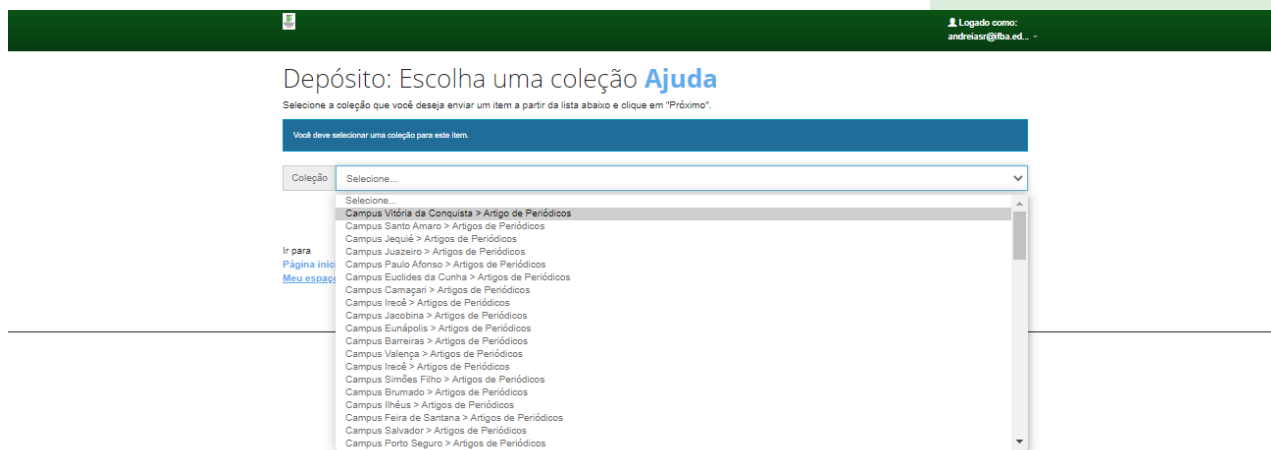 Logado como:
andreiasr@ifba.ed...
Depósito: Escolha uma coleção Ajuda
Selecione a coleção que você deseja enviar um item a partir da lista abaixo e clique em "Próximo".
Você deve selecionar uma coleção para este item.
Coleção Selecione...
Selecione...
Campus Vitória da Conquista > Artigo de Periódicos
Campus Santo Amaro > Artigos de Periódicos
Campus Jequié > Artigos de Periódicos
Ir para
Campus Juazeiro > Artigos de Periódicos
Página inic
Campus Paulo Afonso > Artigos de Periódicos
Meu espaço
Campus Euclides da Cunha > Artigos de Periódicos
Campus Camaçari > Artigos de Periódicos
Campus Irecê > Artigos de Periódicos
Campus Jacobina > Artigos de Periódicos
Campus Eunápolis > Artigos de Periódicos
Campus Barreiras > Artigos de Periódicos
Campus Valença > Artigos de Periódicos
Campus Irecê > Artigos de Periódicos
Campus Simões Filho > Artigos de Periódicos
Campus Brumado > Artigos de Periódicos
Campus Ilhéus > Artigos de Periódicos
Campus Feira de Santana > Artigos de Periódicos
Campus Salvador > Artigos de Periódicos
Campus Porto Seguro > Artigos de Periódicos